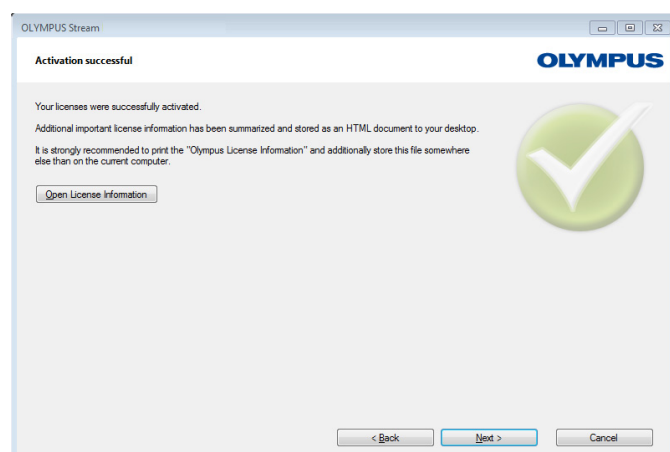 OLYMPUS Stream
Activation successful
OLYMPUS
Your licenses were successfully activated.
Additional important license information has been summarized and stored as an HTML document to your desktop.
It is strongly recommended to print the "Olympus License Information" and additionally store this file somewhere
else than on the current computer.
Open License Information
< Back
Next >
Cancel